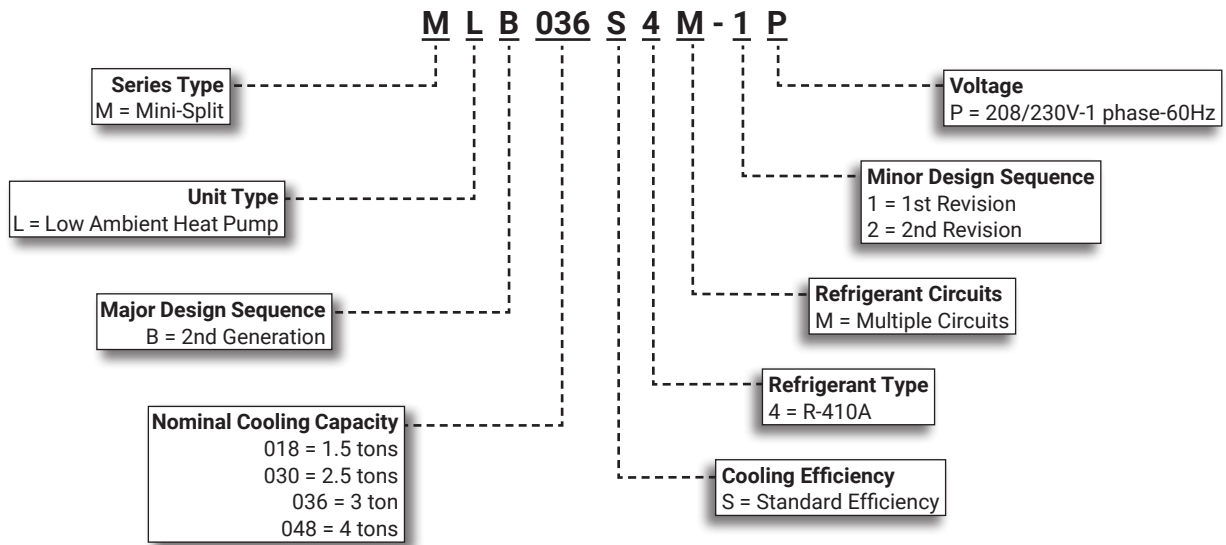 M L B 036 S 4 M - 1 P
Series Type
M = Mini-Split
Unit Type
L = Low Ambient Heat Pump
Major Design Sequence
B = 2nd Generation
Nominal Cooling Capacity
018 = 1.5 tons
030 = 2.5 tons
036 = 3 ton
048 = 4 tons
Voltage
P = 208/230V-1 phase-60Hz
Minor Design Sequence
1 = 1st Revision
2 = 2nd Revision
Refrigerant Circuits
M = Multiple Circuits
Refrigerant Type
4 = R-410A
Cooling Efficiency
S = Standard Efficiency